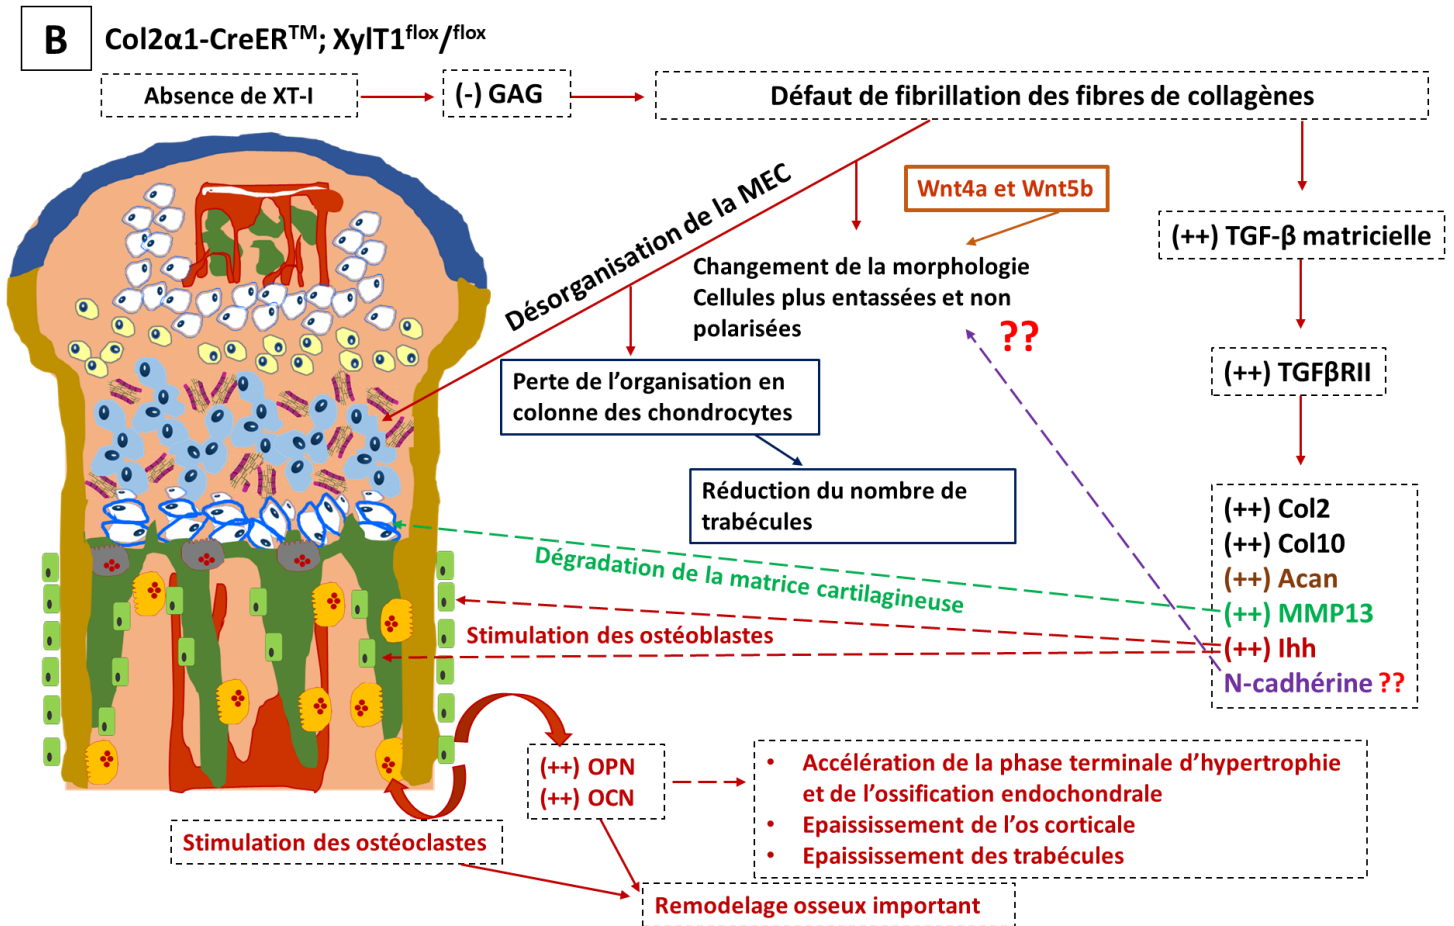 B
Col2α1-CreER™; XylT1flox/flox
Absence de XT-I
(-) GAG
Défaut de fibrillation des fibres de collagènes
Désorganisation de la MEC
Wnt4a et Wnt5b
(++) TGF-β matricielle
Changement de la morphologie
Cellules plus entassées et non
polarisées
??
Perte de l’organisation en
colonne des chondrocytes
(++) TGFβRII
Réduction du nombre de
trabécules
(++) Col2
(++) Col10
(++) Acan
(++) MMP13
(++) Ihh
N-cadhérine ??
Dégradation de la matrice cartilagineuse
Stimulation des ostéoblastes
(++) OPN
(++) OCN
• Accélération de la phase terminale d’hypertrophie
et de l’ossification endochondrale
• Epaississement de l’os corticale
• Epaississement des trabécules
Stimulation des ostéoclastes
Remodelage osseux important